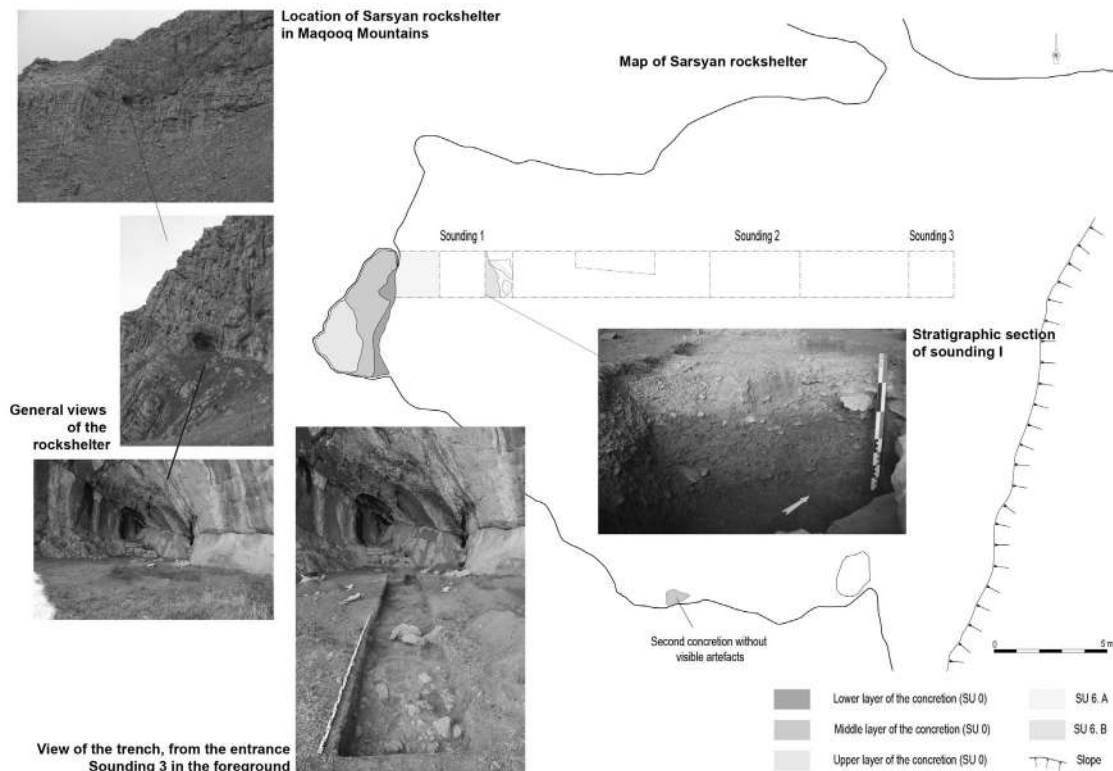 Location of Sarsyan rockshelter
in Maqooq Mountains
Map of Sarsyan rockshelter
Sounding 1
Sounding 2
Sounding 3
Stratigraphic section
of sounding I
General views
of the
rockshelter
Second concretion without
visible artefacts
0
5 m
View of the trench, from the entrance
Sounding 3 in the foreground
Lower layer of the concretion (SU 0)
Middle layer of the concretion (SU 0)
Upper layer of the concretion (SU 0)
SU 6. A
SU 6. B
Slope